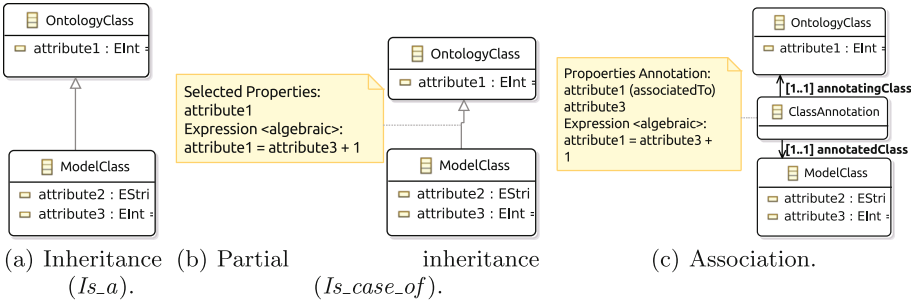 OntologyClass
attribute1 : EInt =
ModelClass
attribute2 : EStri
attribute3 : EInt =
(a) Inheritance
(Is_a).
Selected Properties:
attribute1
Expression <algebraic>:
attribute1 = attribute3 + 1
OntologyClass
attribute1 : EInt =
ModelClass
attribute2 : EStri
attribute3 : EInt =
(b) Partial inheritance
(Is_case_of).
Propoerties Annotation:
attribute1 (associatedTo)
attribute3
Expression <algebraic>:
attribute1 = attribute3 +
1
OntologyClass
attribute1 : EInt =
[1..1] annotatingClass
ClassAnnotation
[1..1] annotatedClass
ModelClass
attribute2 : EStri
attribute3 : EInt =
(c) Association.